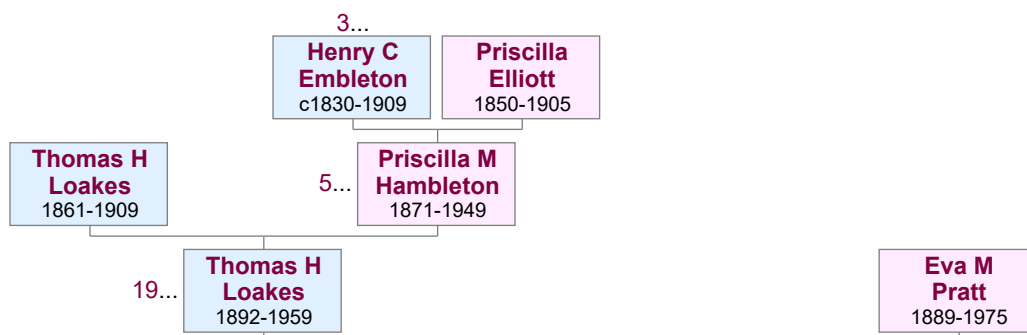 3...
Henry C
Embleton
c1830-1909
Priscilla
Elliott
1850-1905
Thomas H
Loakes
1861-1909
5...
Priscilla M
Hambleton
1871-1949
19...
Thomas H
Loakes
1892-1959
Eva M
Pratt
1889-1975